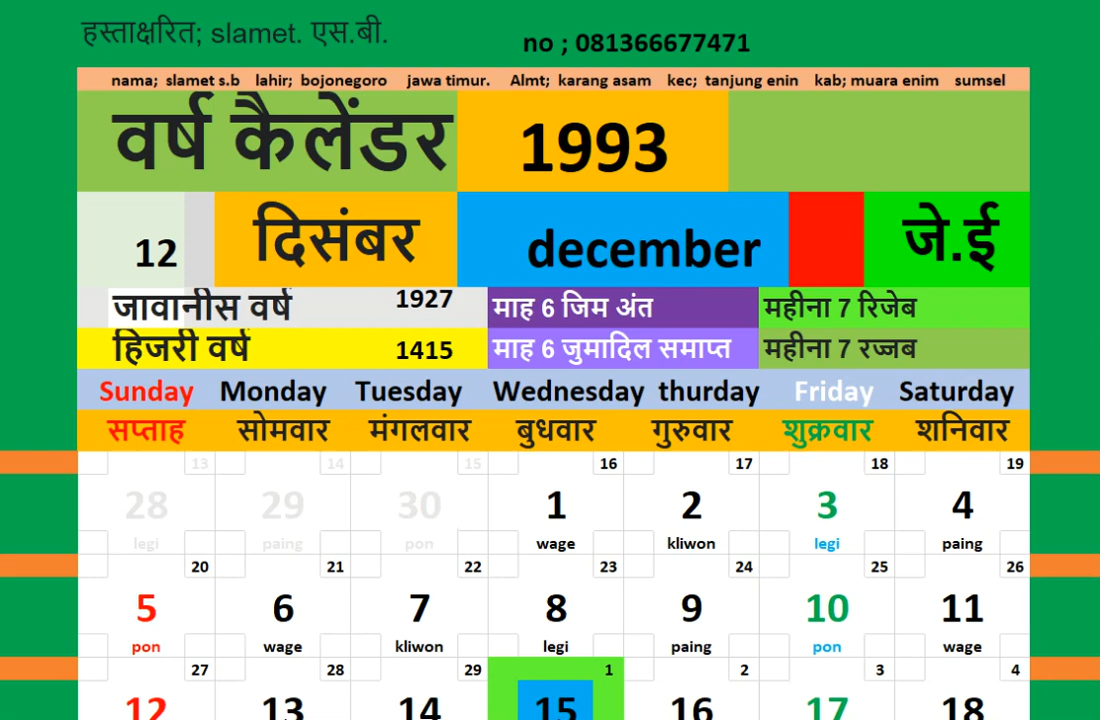 हस्ताक्षरित; slamet. एस.बी.
no ; 081366677471
nama; slamet s.b lahir; bojonegoro jawa timur. Almt; karang asam kec; tanjung enin kab; muara enim sumsel
वर्ष कैलेंडर 1993
12 दिसंबर december जे.ई
जावानीस वर्ष 1927 माह 6 जिम अंत महीना 7 रिजेब
हिजरी वर्ष 1415 माह 6 जुमादिल समाप्त महीना 7 रज्जब
Sunday Monday Tuesday Wednesday thurday Friday Saturday
सप्ताह सोमवार मंगलवार बुधवार गुरुवार शुक्रवार शनिवार
13 14 15 16 17 18 19
28 29 30 1 2 3 4
legi paing pon wage kliwon legi paing
20 21 22 23 24 25 26
5 6 7 8 9 10 11
pon wage kliwon legi paing pon wage
27 28 29 1 2 3 4
12 13 14 15 16 17 18